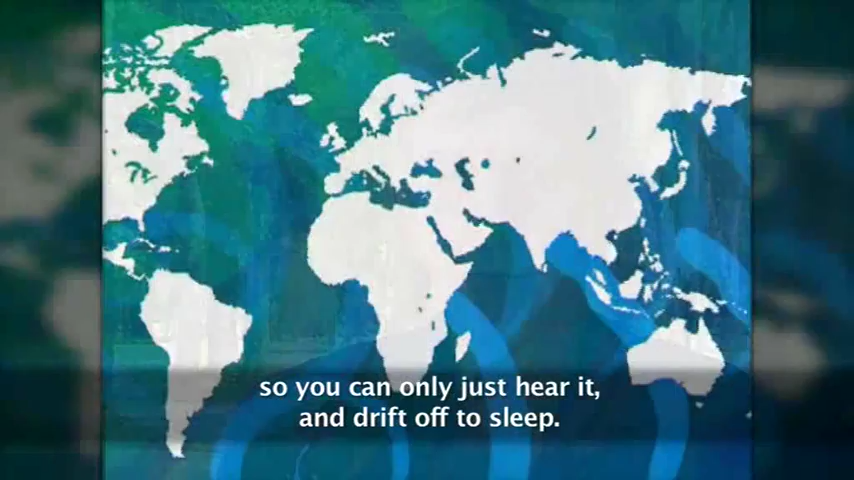 so you can only just hear it,
and drift off to sleep.